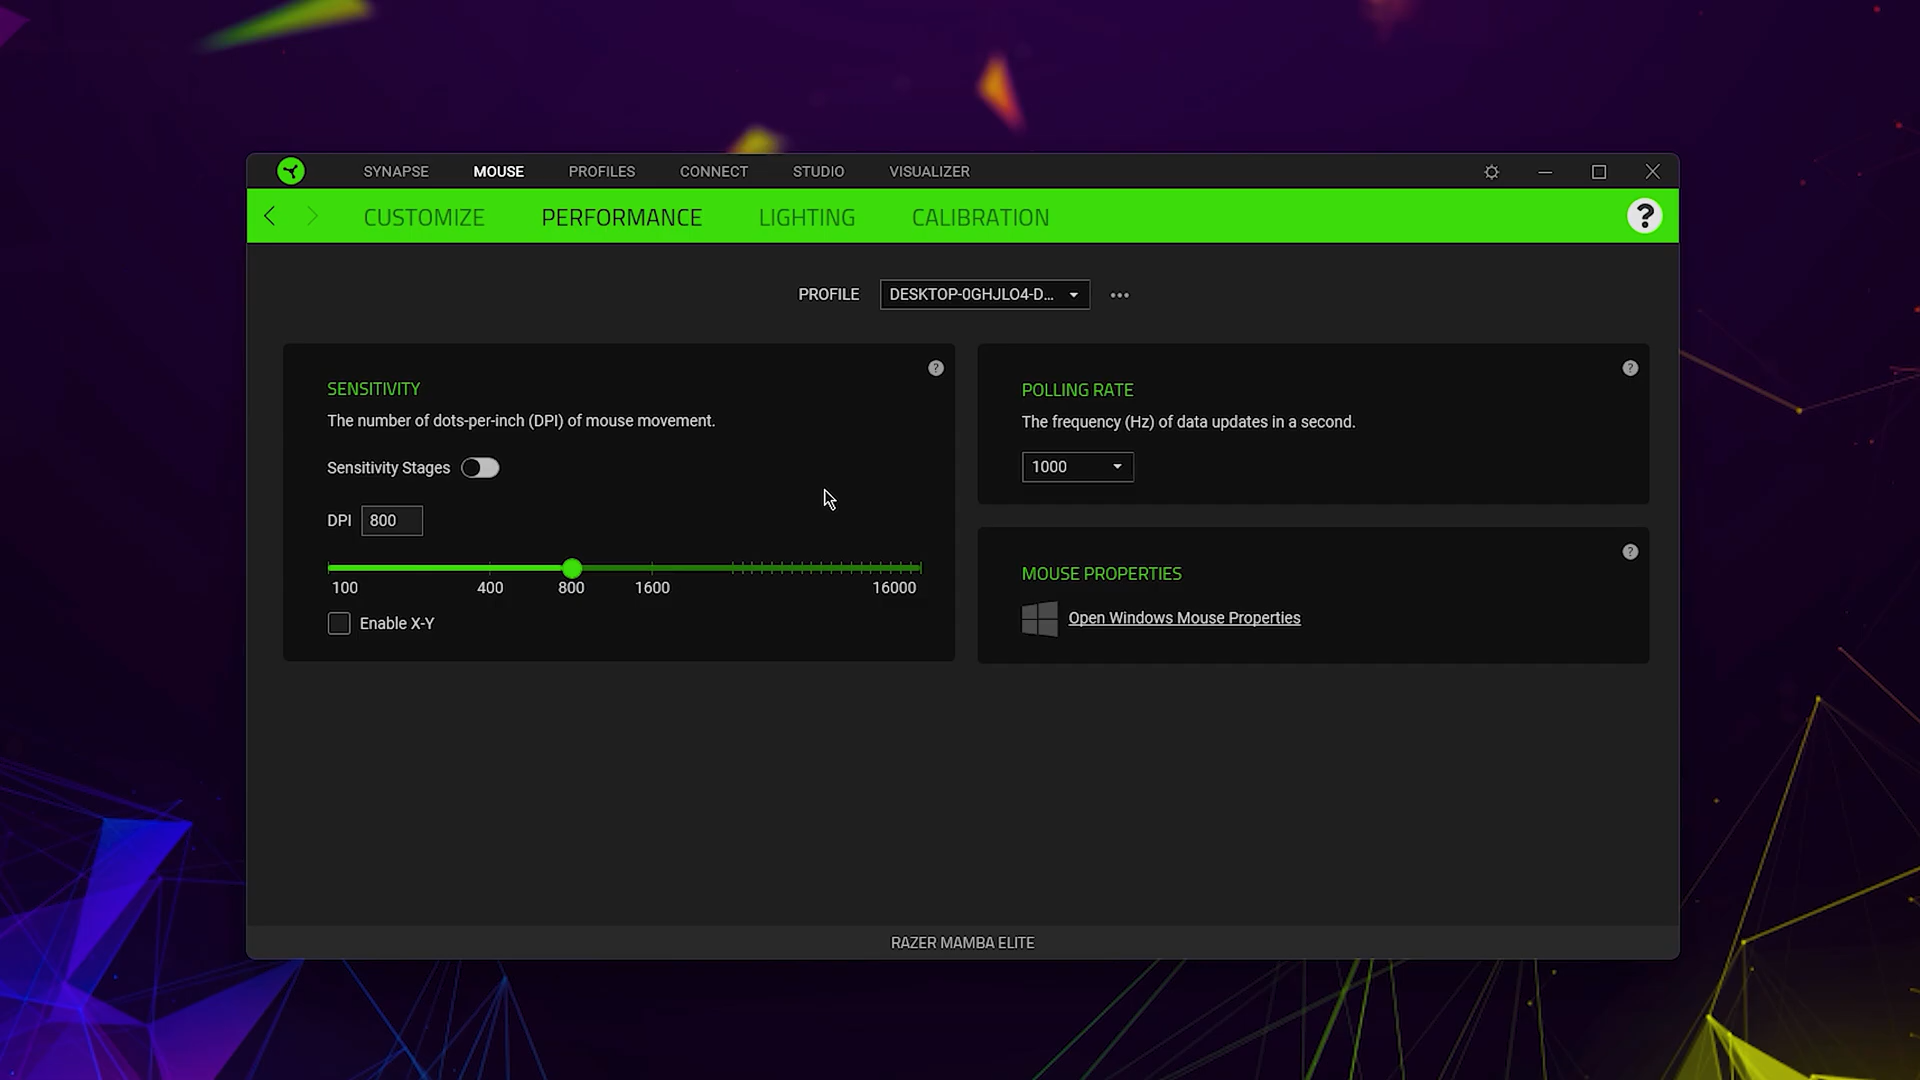 SYNAPSE MOUSE PROFILES CONNECT STUDIO VISUALIZER
CUSTOMIZE PERFORMANCE LIGHTING CALIBRATION ?
PROFILE DESKTOP-0GHJLO4-D... •••
SENSITIVITY ?
The number of dots-per-inch (DPI) of mouse movement.
Sensitivity Stages
DPI 800
100 400 800 1600 16000
Enable X-Y
POLLING RATE ?
The frequency (Hz) of data updates in a second.
1000
MOUSE PROPERTIES ?
Open Windows Mouse Properties
RAZER MAMBA ELITE